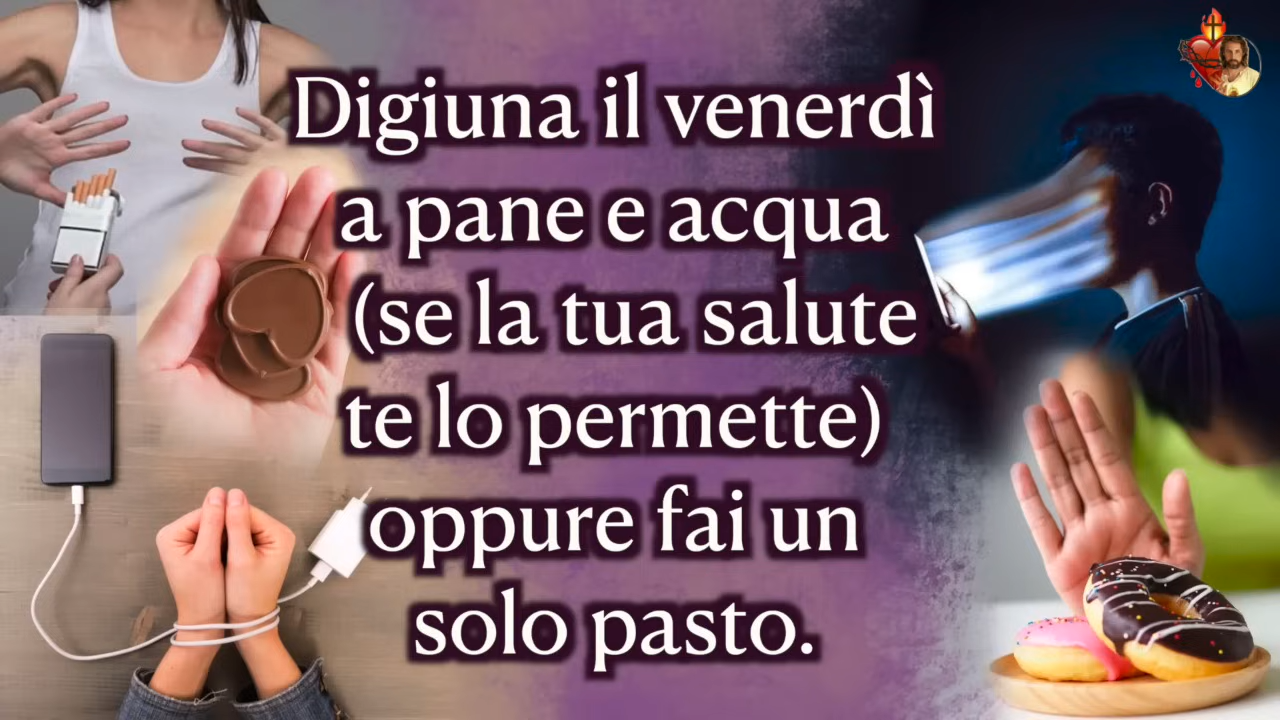 Digiuna il venerdì
a pane e acqua
(se la tua salute
te lo permette)
oppure fai un
solo pasto.